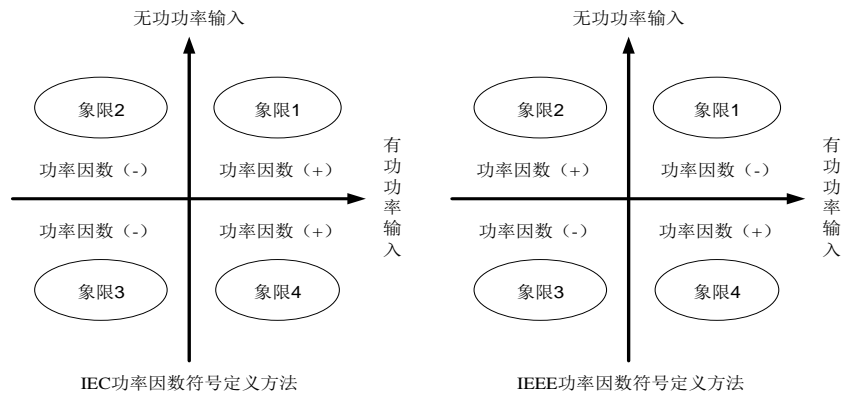 无功功率输入
象限2
象限1
功率因数（-）
功率因数（+）
功率因数（-）
功率因数（+）
象限3
象限4
有功功率输入
IEC功率因数符号定义方法
无功功率输入
象限2
象限1
功率因数（+）
功率因数（-）
功率因数（-）
功率因数（+）
象限3
象限4
有功功率输入
IEEE功率因数符号定义方法